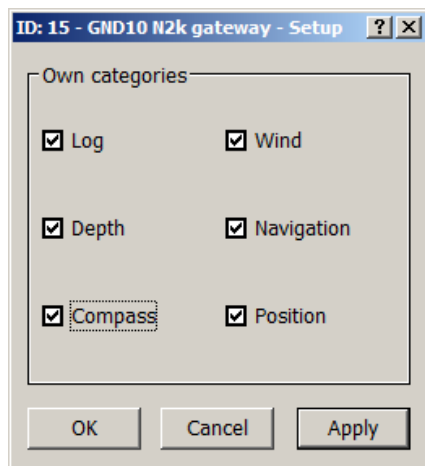 ID: 15 - GND10 N2k gateway - Setup ? ×
Own categories
Log Wind
Depth Navigation
Compass Position
OK Cancel Apply